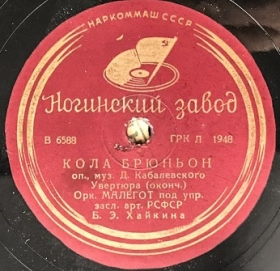 НАРКОММАШ СССР
Ногинский завод
В 6588 ГРК Л 1948
КОЛА БРЮНЬОН
оп., муз. Д. Кабалевского
Увертюра (оконч.)
Орк. МАЛЕГОТ под упр.
засл. арт. РСФСР
Б. Э. Хайкина